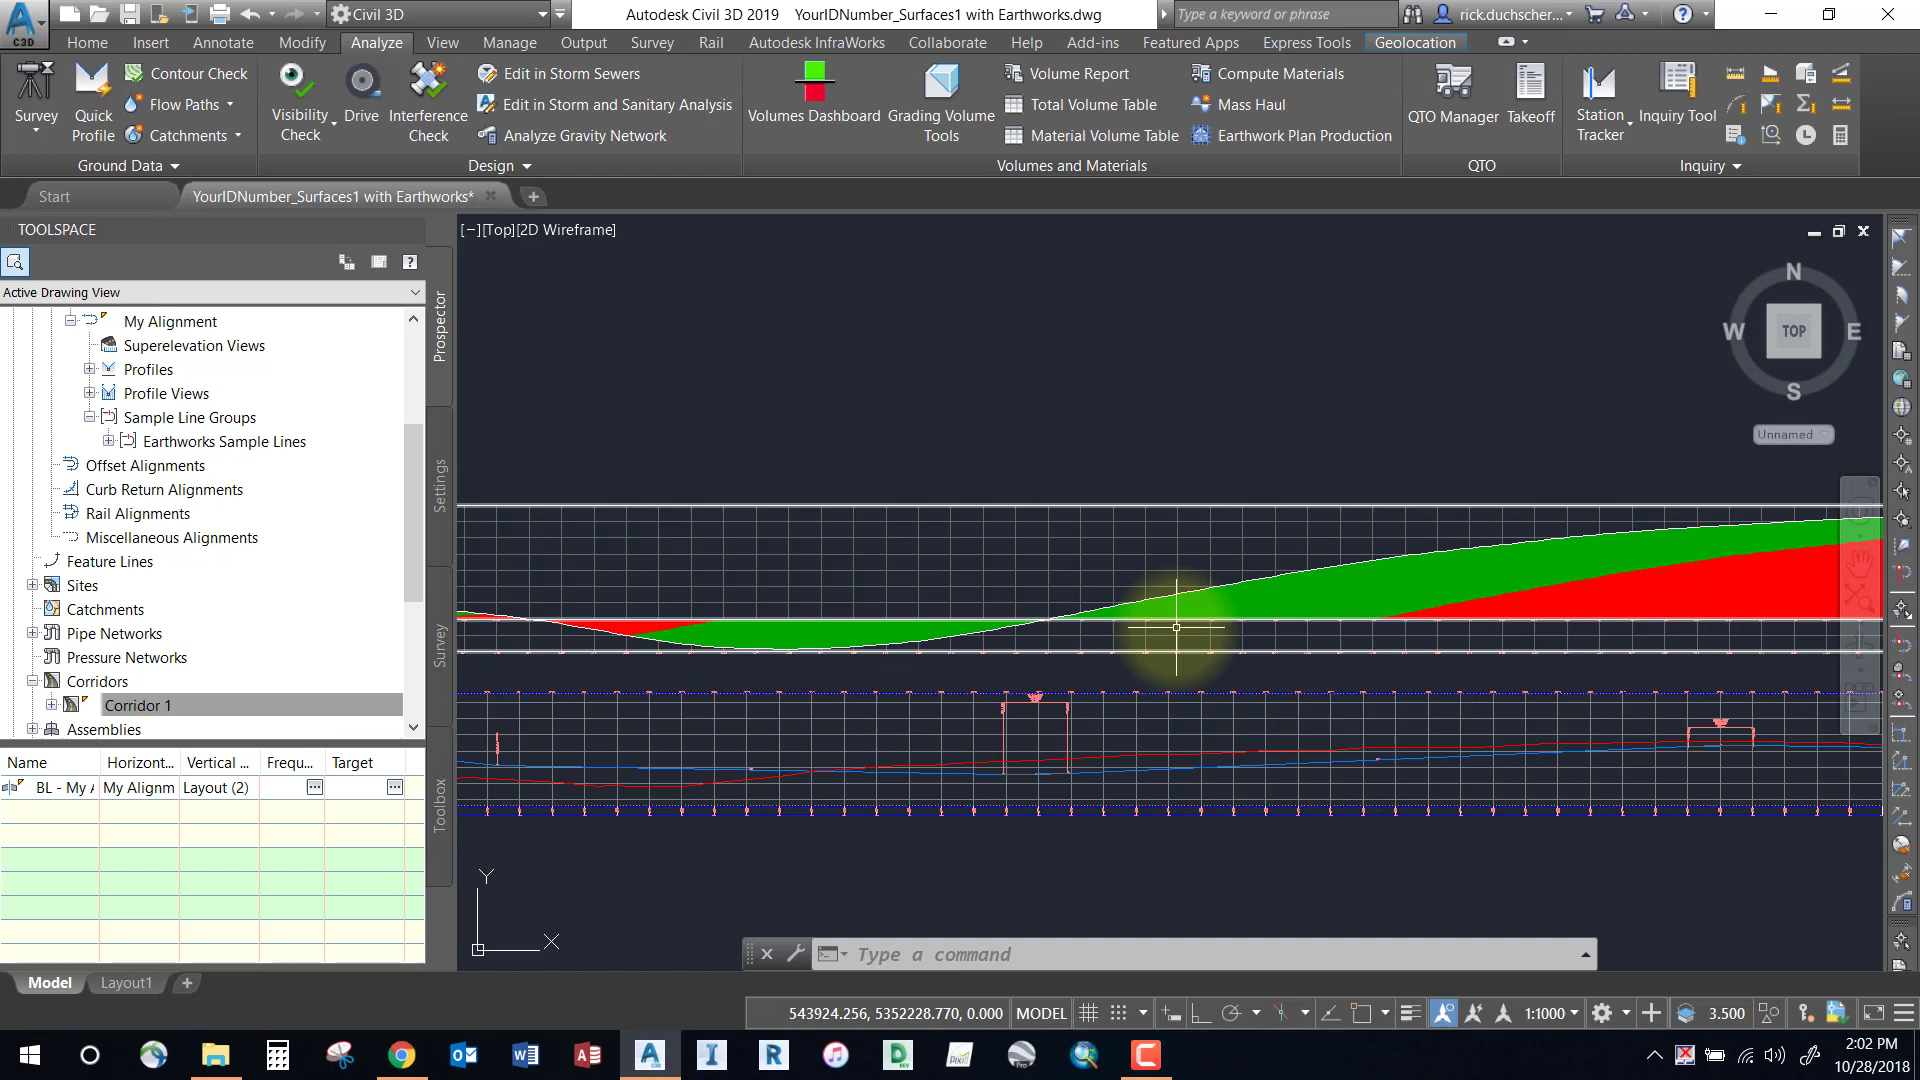 Civil 3D
Autodesk Civil 3D 2019 YourIDNumber_Surfaces1 with Earthworks.dwg
Type a keyword or phrase
rick.duchscher...
C3D
Home Insert Annotate Modify Analyze View Manage Output Survey Rail Autodesk InfraWorks Collaborate Help Add-ins Featured Apps Express Tools Geolocation
Survey
Quick Profile
Contour Check
Flow Paths
Catchments
Ground Data
Visibility Check
Drive
Interference Check
Edit in Storm Sewers
Edit in Storm and Sanitary Analysis
Analyze Gravity Network
Design
Volumes Dashboard
Grading Volume Tools
Volume Report
Total Volume Table
Material Volume Table
Compute Materials
Mass Haul
Earthwork Plan Production
Volumes and Materials
QTO Manager
Takeoff
QTO
Station Tracker
Inquiry Tool
Inquiry
Start
YourIDNumber_Surfaces1 with Earthworks*
TOOLSPACE
Active Drawing View
My Alignment
Superelevation Views
Profiles
Profile Views
Sample Line Groups
Earthworks Sample Lines
Offset Alignments
Curb Return Alignments
Rail Alignments
Miscellaneous Alignments
Feature Lines
Sites
Catchments
Pipe Networks
Pressure Networks
Corridors
Corridor 1
Assemblies
Prospector
Settings
Survey
Toolbox
Name Horizont... Vertical ... Frequ... Target
BL - My A My Alignm Layout (2)
[−][Top][2D Wireframe]
N
W TOP E
S
Unnamed
Y
X
Type a command
Model Layout1
543924.256, 5352228.770, 0.000 MODEL 1:1000 3.500
2:02 PM
10/28/2018